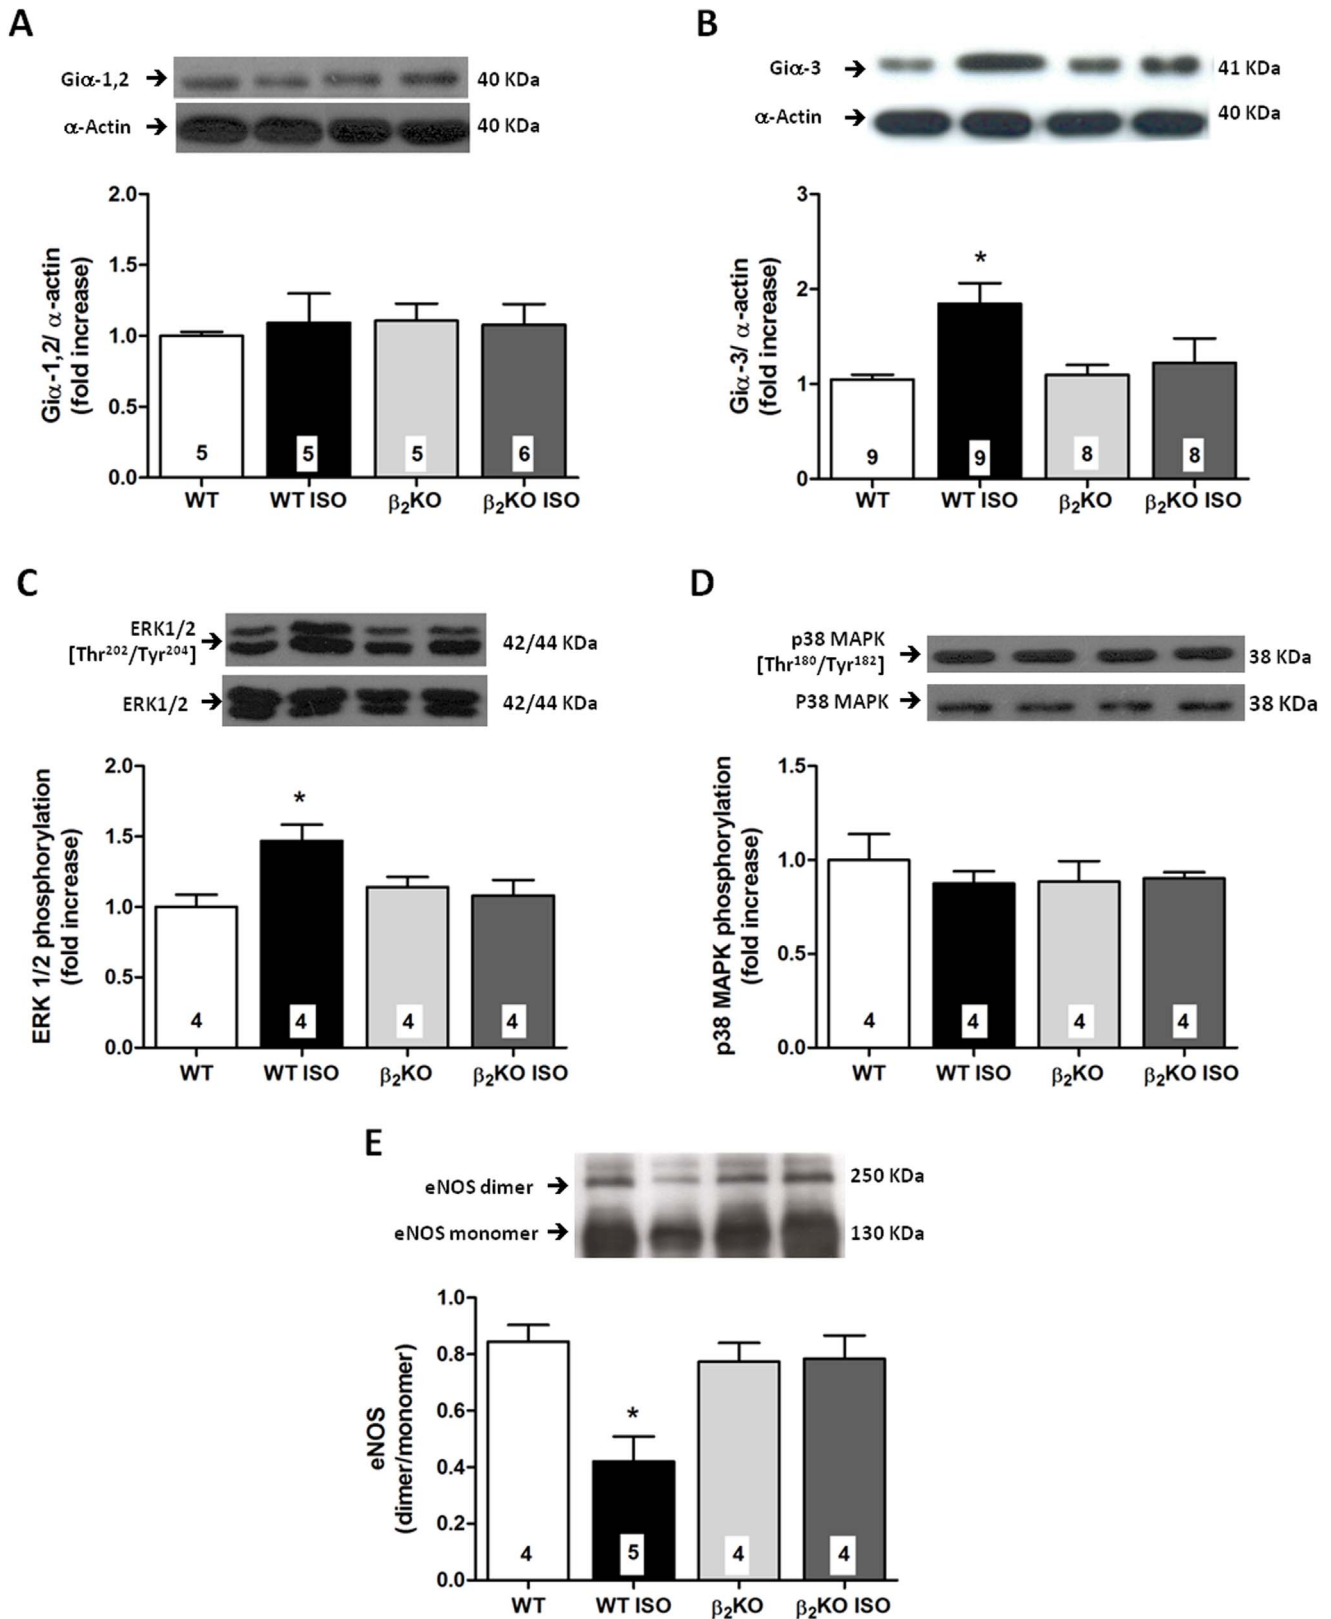 A
Giα-1,2 → 40 KDa
α-Actin → 40 KDa
Giα-1,2/ α-actin
(fold increase)
2.0
1.5
1.0
0.5
0.0
5 5 5 6
WT WT ISO β₂KO β₂KO ISO
B
Giα-3 → 41 KDa
α-Actin → 40 KDa
Giα-3/ α-actin
(fold increase)
3
2
1
0
*
9 9 8 8
WT WT ISO β₂KO β₂KO ISO
C
ERK1/2
[Thr²⁰²/Tyr²⁰⁴] → 42/44 KDa
ERK1/2 → 42/44 KDa
ERK 1/2 phosphorylation
(fold increase)
2.0
1.5
1.0
0.5
0.0
*
4 4 4 4
WT WT ISO β₂KO β₂KO ISO
D
p38 MAPK
[Thr¹⁸⁰/Tyr¹⁸²] → 38 KDa
P38 MAPK → 38 KDa
p38 MAPK phosphorylation
(fold increase)
1.5
1.0
0.5
0.0
4 4 4 4
WT WT ISO β₂KO β₂KO ISO
E
eNOS dimer → 250 KDa
eNOS monomer → 130 KDa
eNOS
(dimer/monomer)
1.0
0.8
0.6
0.4
0.2
0.0
*
4 5 4 4
WT WT ISO β₂KO β₂KO ISO